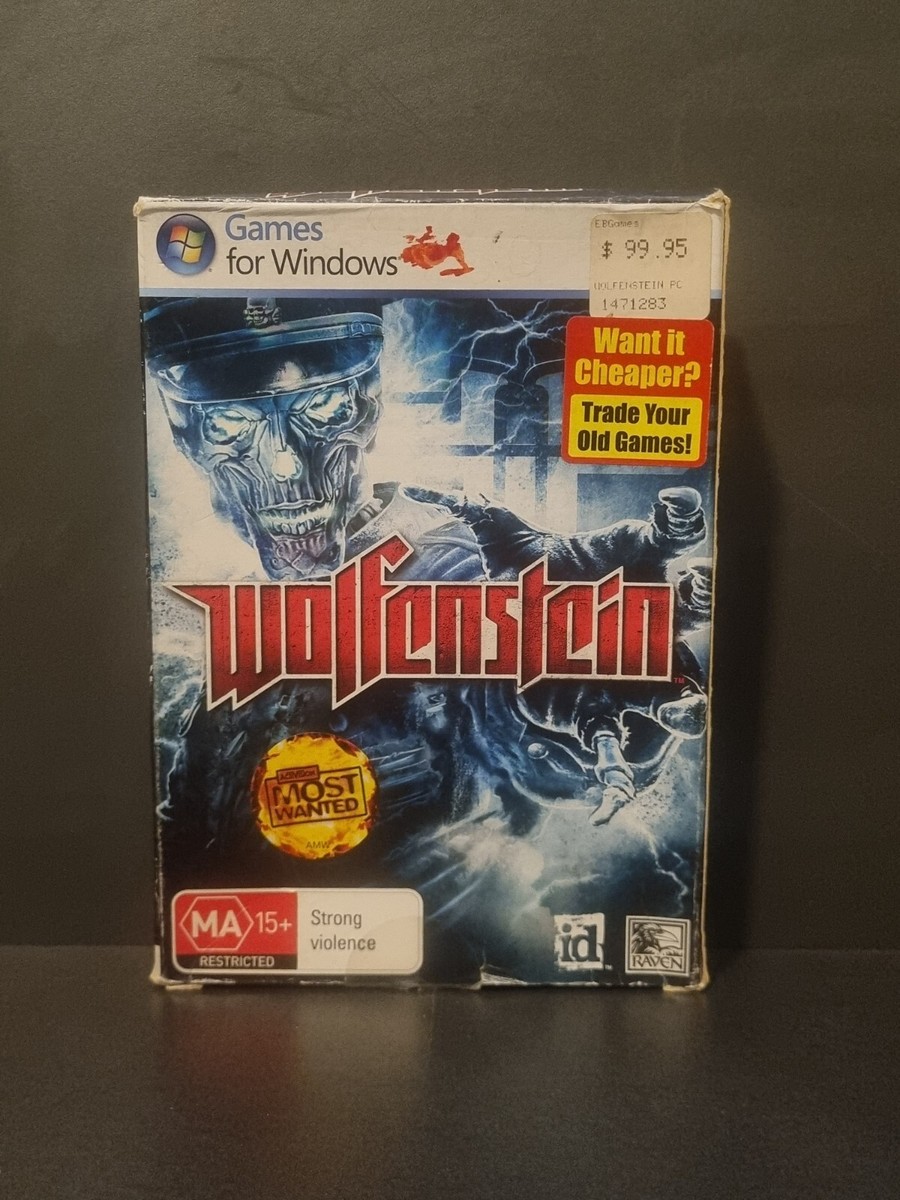 Games
for Windows
EBGames
$ 99.95
WOLFENSTEIN PC
1471283
Want it
Cheaper?
Trade Your
Old Games!
Wolfenstein™
ACTIVISION
MOST
WANTED
AMW
MA 15+
RESTRICTED
Strong
violence
id
RAVEN